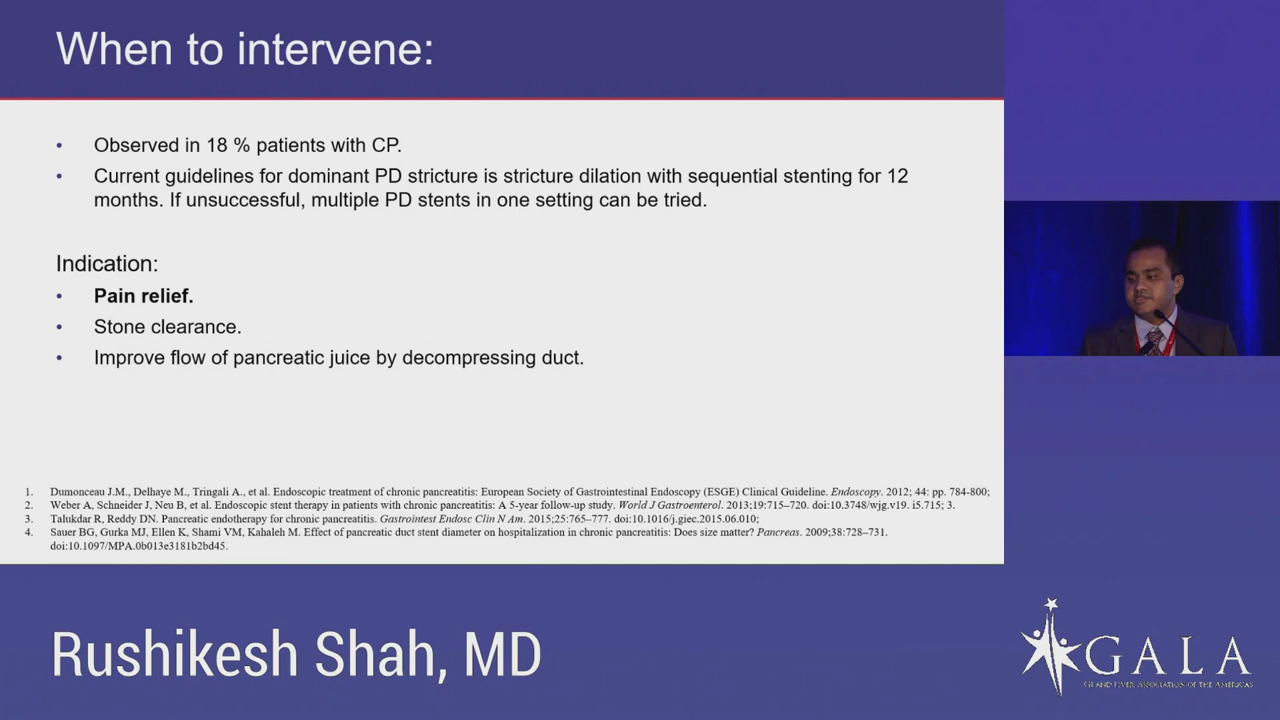 When to intervene:
• Observed in 18 % patients with CP.
• Current guidelines for dominant PD stricture is stricture dilation with sequential stenting for 12
months. If unsuccessful, multiple PD stents in one setting can be tried.
Indication:
• Pain relief.
• Stone clearance.
• Improve flow of pancreatic juice by decompressing duct.
1. Dumonceau J.M., Delhaye M., Tringali A., et al. Endoscopic treatment of chronic pancreatitis: European Society of Gastrointestinal Endoscopy (ESGE) Clinical Guideline. Endoscopy. 2012; 44: pp. 784-800;
2. Weber A, Schneider J, Neu B, et al. Endoscopic stent therapy in patients with chronic pancreatitis: A 5-year follow-up study. World J Gastroenterol. 2013;19:715–720. doi:10.3748/wjg.v19. i5.715; 3.
3. Talukdar R, Reddy DN. Pancreatic endotherapy for chronic pancreatitis. Gastrointest Endosc Clin N Am. 2015;25:765–777. doi:10.1016/j.giec.2015.06.010;
4. Sauer BG, Gurka MJ, Ellen K, Shami VM, Kahaleh M. Effect of pancreatic duct stent diameter on hospitalization in chronic pancreatitis: Does size matter? Pancreas. 2009;38:728–731.
doi:10.1097/MPA.0b013e3181b2bd45.
Rushikesh Shah, MD
GALA
GI AND LIVER ASSOCIATION OF THE AMERICAS